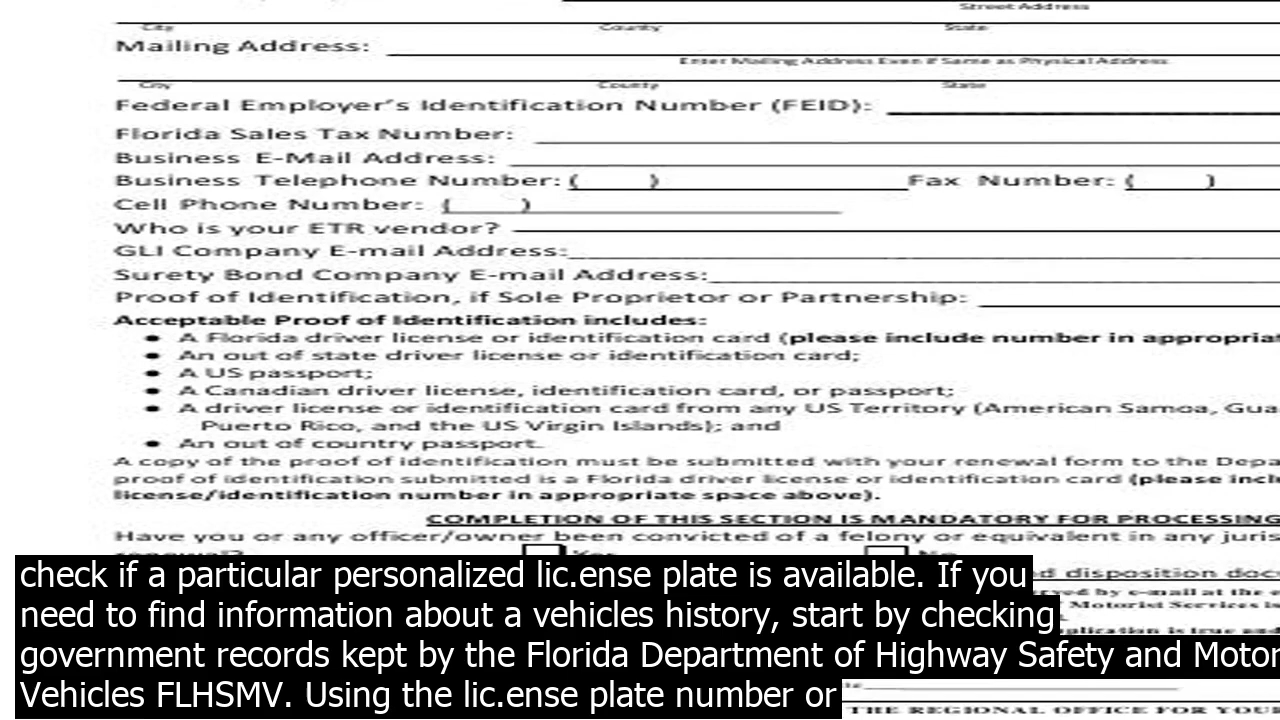 Street Address
City County State
Mailing Address:
Enter Mailing Address Even if Same as Physical Address
City County State
Federal Employer's Identification Number (FEID):
Florida Sales Tax Number:
Business E-Mail Address:
Business Telephone Number: ( ) Fax Number: ( )
Cell Phone Number: ( )
Who is your ETR vendor?
GLI Company E-mail Address:
Surety Bond Company E-mail Address:
Proof of Identification, if Sole Proprietor or Partnership:
Acceptable Proof of Identification includes:
● A Florida driver license or identification card (please include number in appropriat
● An out of state driver license or identification card;
● A US passport;
● A Canadian driver license, identification card, or passport;
● A driver license or identification card from any US Territory (American Samoa, Gua
Puerto Rico, and the US Virgin Islands); and
● An out of country passport.
A copy of the proof of identification must be submitted with your renewal form to the Depa
proof of identification submitted is a Florida driver license or identification card (please incl
license/identification number in appropriate space above).
COMPLETION OF THIS SECTION IS MANDATORY FOR PROCESSING
Have you or any officer/owner been convicted of a felony or equivalent in any juris
Yes No
check if a particular personalized lic.ense plate is available. If you
d disposition doc
need to find information about a vehicles history, start by checking
Motorist Services
application is true and
government records kept by the Florida Department of Highway Safety and Motor
Vehicles FLHSMV. Using the lic.ense plate number or
THE REGIONAL OFFICE FOR YOU